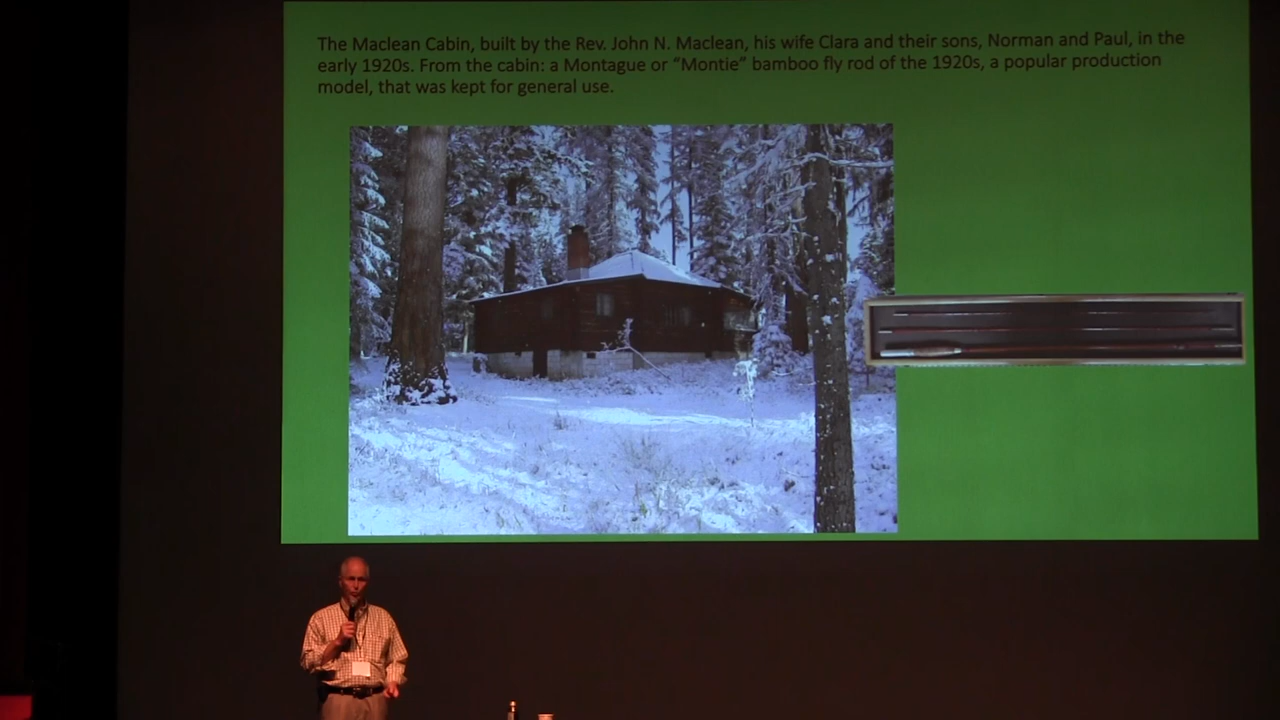 The Maclean Cabin, built by the Rev. John N. Maclean, his wife Clara and their sons, Norman and Paul, in the
early 1920s. From the cabin: a Montague or “Montie” bamboo fly rod of the 1920s, a popular production
model, that was kept for general use.